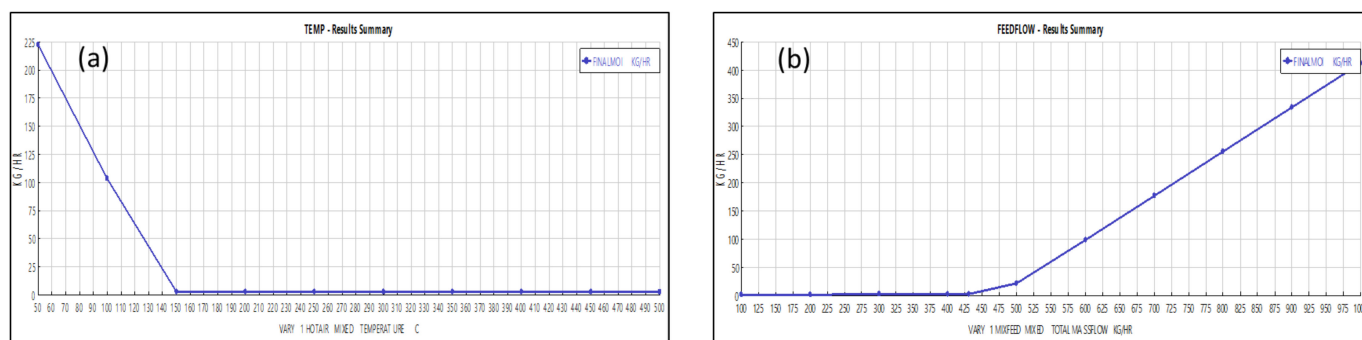 TEMP - Results Summary
(a)
FINALMOI KG/HR
225
200
175
150
125
100
75
50
25
0
KG/HR
50 60 70 80 90 100 110 120 130 140 150 160 170 180 190 200 210 220 230 240 250 260 270 280 290 300 310 320 330 340 350 360 370 380 390 400 410 420 430 440 450 460 470 480 490 500
VARY 1 HOTAIR MIXED TEMPERATURE C
FEEDFLOW - Results Summary
(b)
FINALMOI KG/HR
450
400
350
300
250
200
150
100
50
0
KG/HR
100 125 150 175 200 225 250 275 300 325 350 375 400 425 450 475 500 525 550 575 600 625 650 675 700 725 750 775 800 825 850 875 900 925 950 975 100
VARY 1 MIXFEED MIXED TOTAL MASSFLOW KG/HR